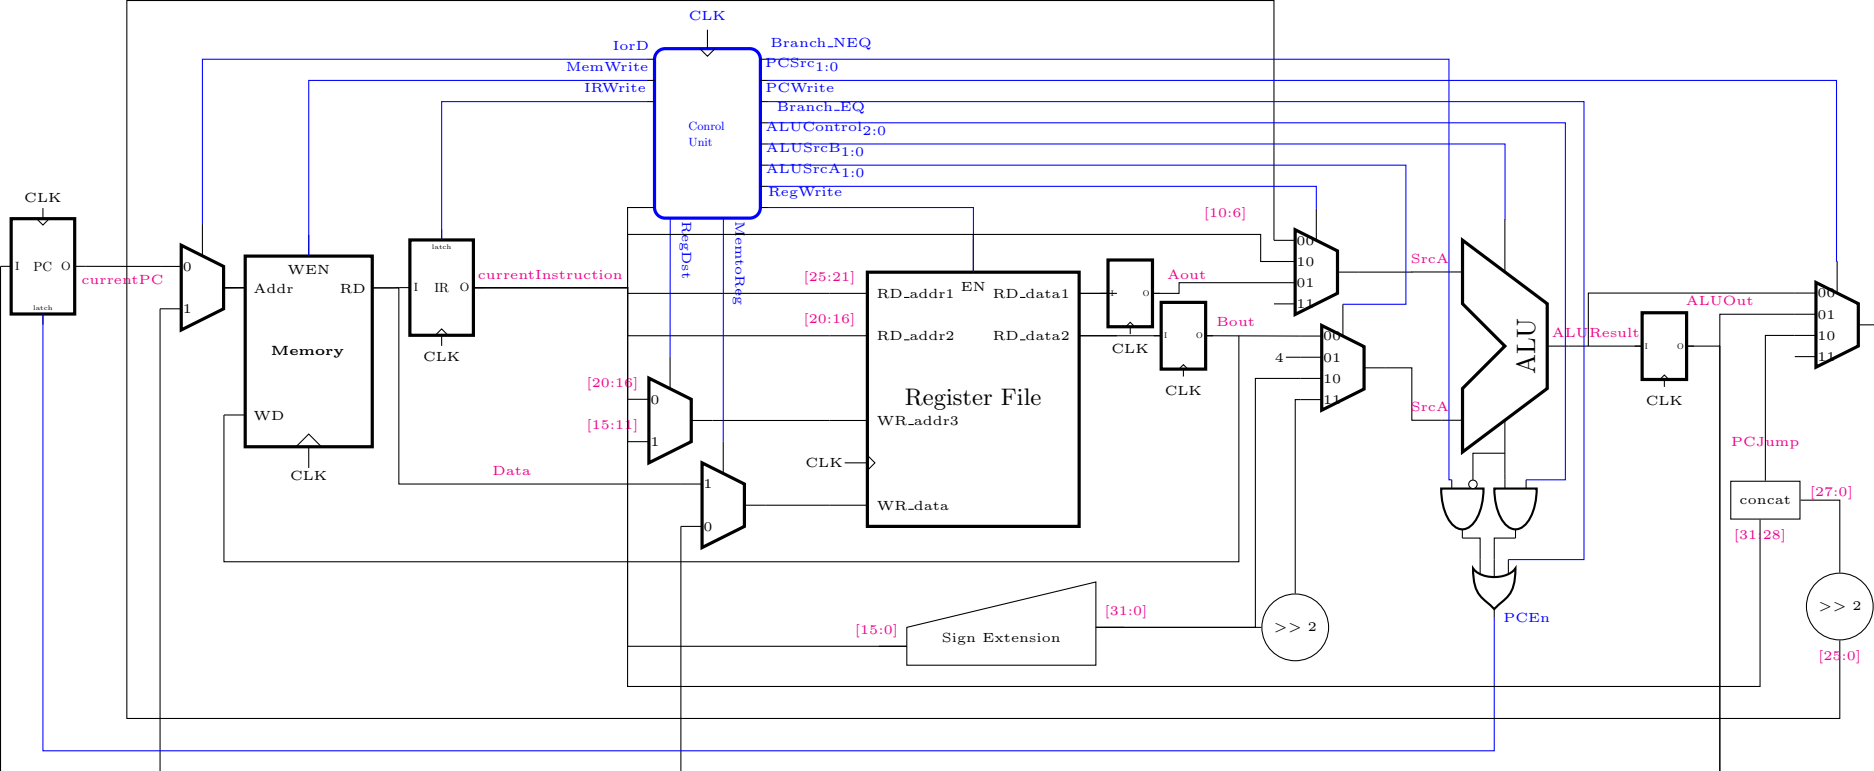 CLK
IorD
MemWrite
IRWrite
Branch_NEQ
PCSrc1:0
PCWrite
Branch_EQ
ALUControl2:0
ALUSrcB1:0
ALUSrcA1:0
RegWrite
Conrol
Unit
RegDst
MemtoReg
CLK
I PC O
latch
currentPC
0
1
WEN
Addr RD
Memory
WD
CLK
latch
I IR O
CLK
currentInstruction
[25:21]
[20:16]
[20:16]
0
[15:11]
1
Data
1
0
EN
RD_addr1 RD_data1
RD_addr2 RD_data2
Register File
WR_addr3
CLK
WR_data
I O
CLK
Aout
I O
CLK
Bout
[10:6]
00
10
01
11
SrcA
00
4 01
10
11
SrcA
ALU
ALUResult
I O
CLK
ALUOut
00
01
10
11
PCJump
concat
[27:0]
[31:28]
>> 2
[25:0]
PCEn
[15:0]
Sign Extension
[31:0]
>> 2